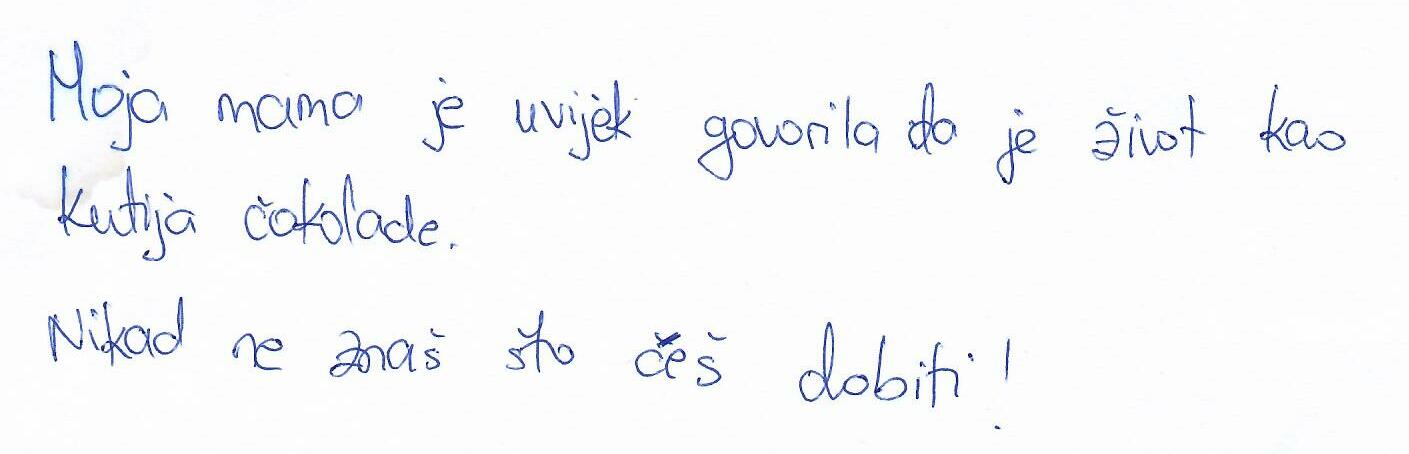 Moja mama je uvijek govorila da je život kao
kutija čokolade.
Nikad ne znaš što češ dobiti!